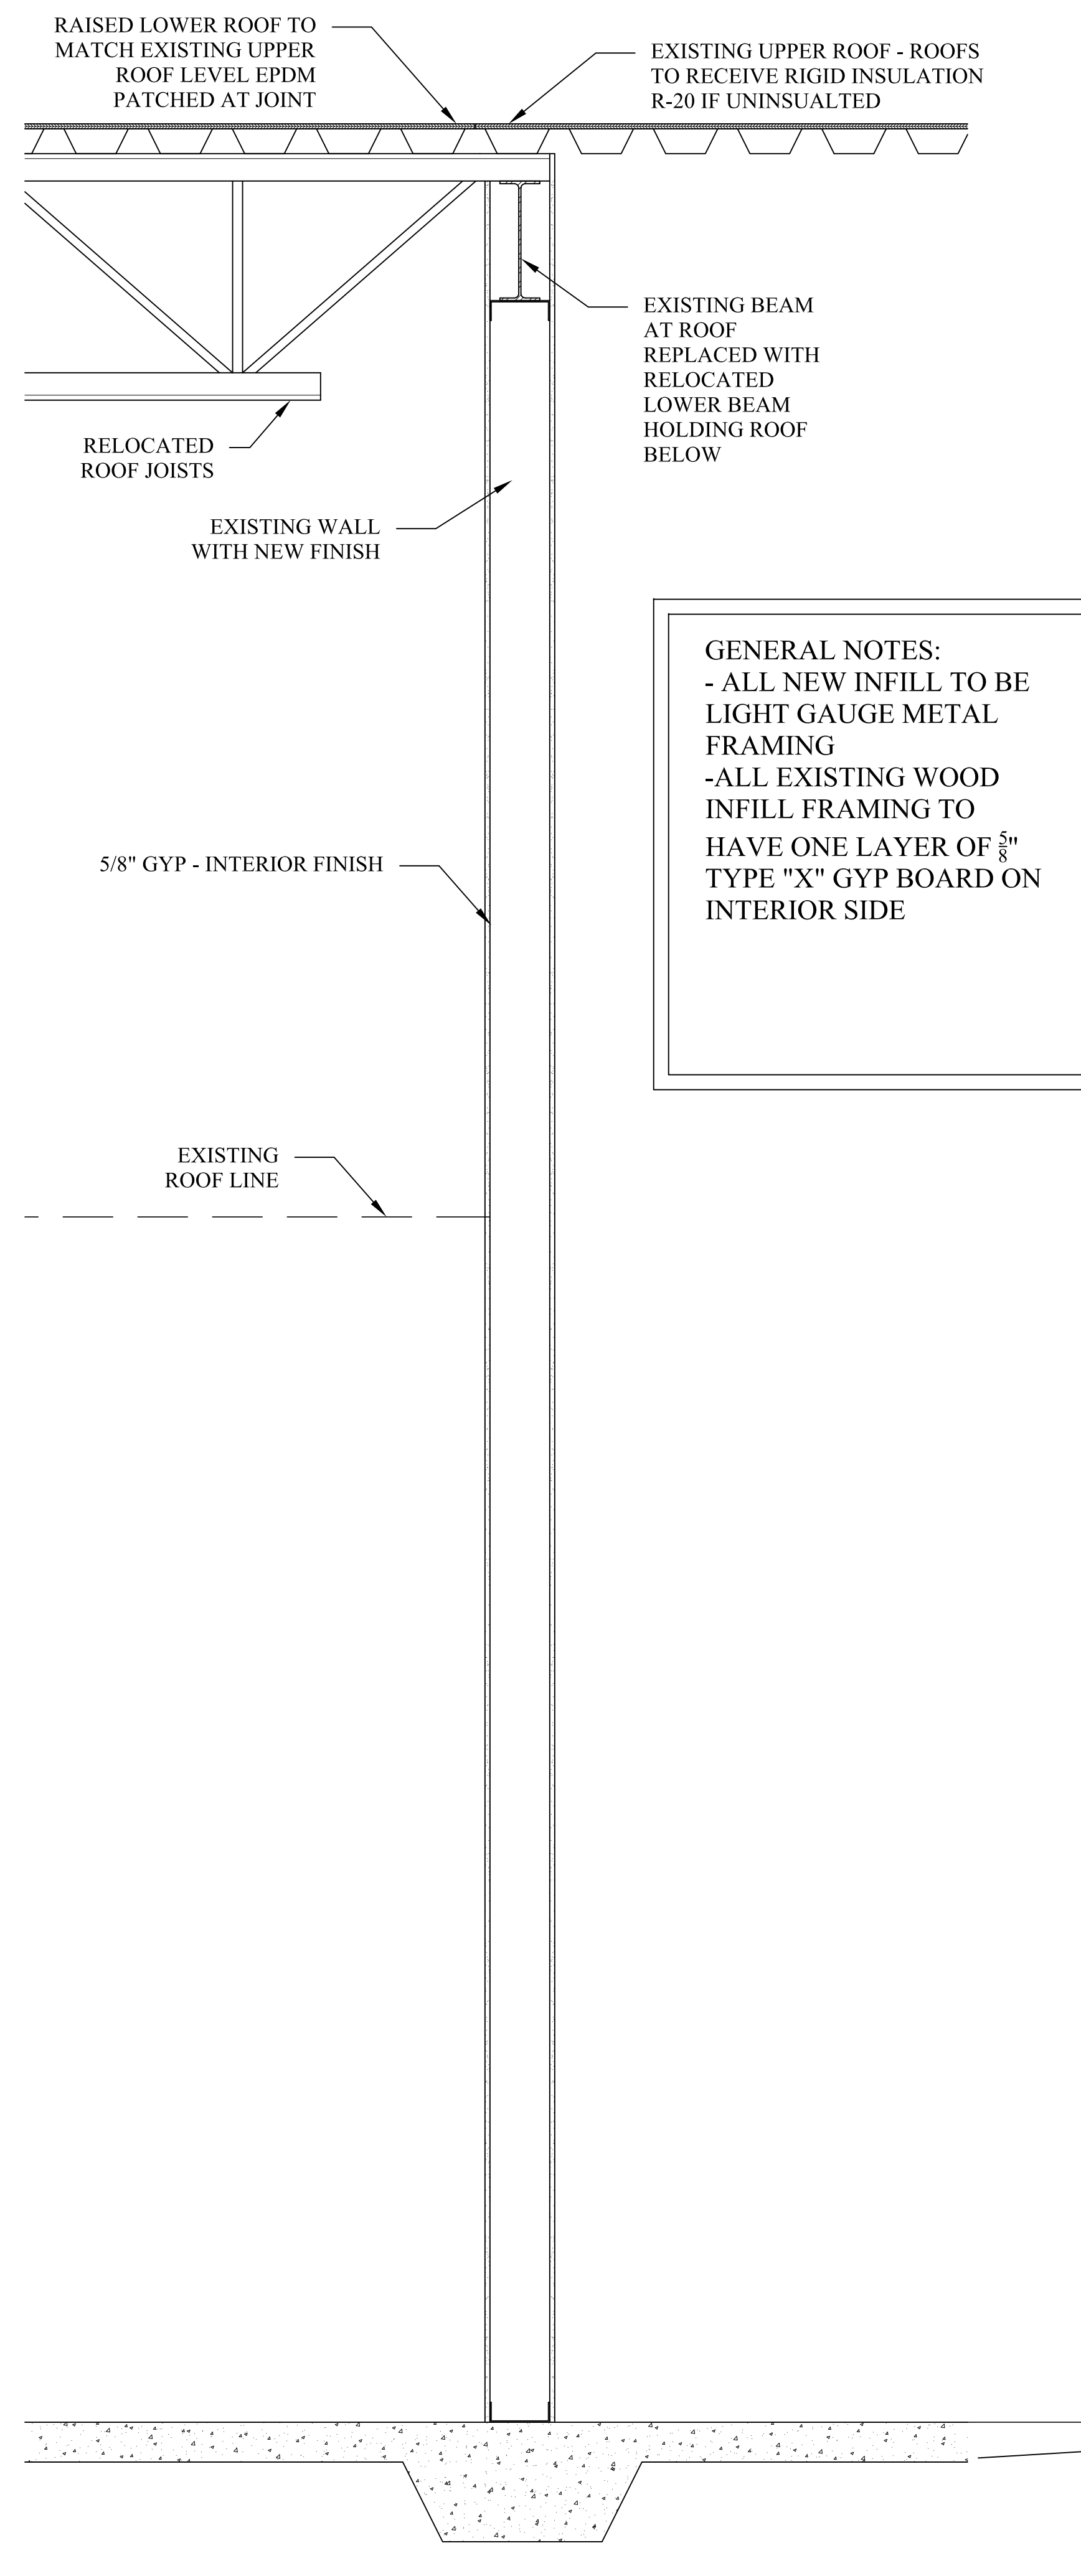 RAISED LOWER ROOF TO
MATCH EXISTING UPPER
ROOF LEVEL EPDM
PATCHED AT JOINT
EXISTING UPPER ROOF - ROOFS
TO RECEIVE RIGID INSULATION
R-20 IF UNINSUALTED
EXISTING BEAM
AT ROOF
REPLACED WITH
RELOCATED
LOWER BEAM
HOLDING ROOF
BELOW
RELOCATED
ROOF JOISTS
EXISTING WALL
WITH NEW FINISH
GENERAL NOTES:
- ALL NEW INFILL TO BE
LIGHT GAUGE METAL
FRAMING
-ALL EXISTING WOOD
INFILL FRAMING TO
HAVE ONE LAYER OF 5/8"
TYPE "X" GYP BOARD ON
INTERIOR SIDE
5/8" GYP - INTERIOR FINISH
EXISTING
ROOF LINE